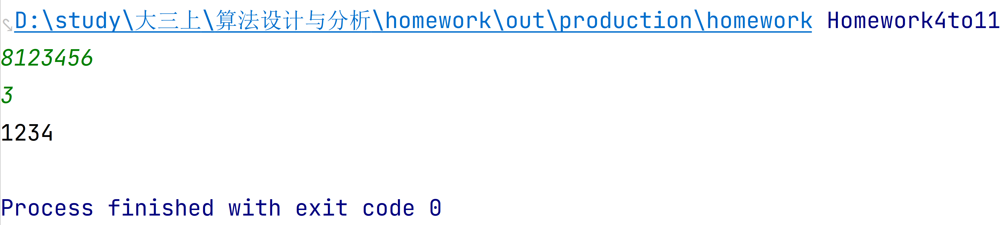 D:\study\大三上\算法设计与分析\homework\out\production\homework Homework4to11
8123456
3
1234
Process finished with exit code 0